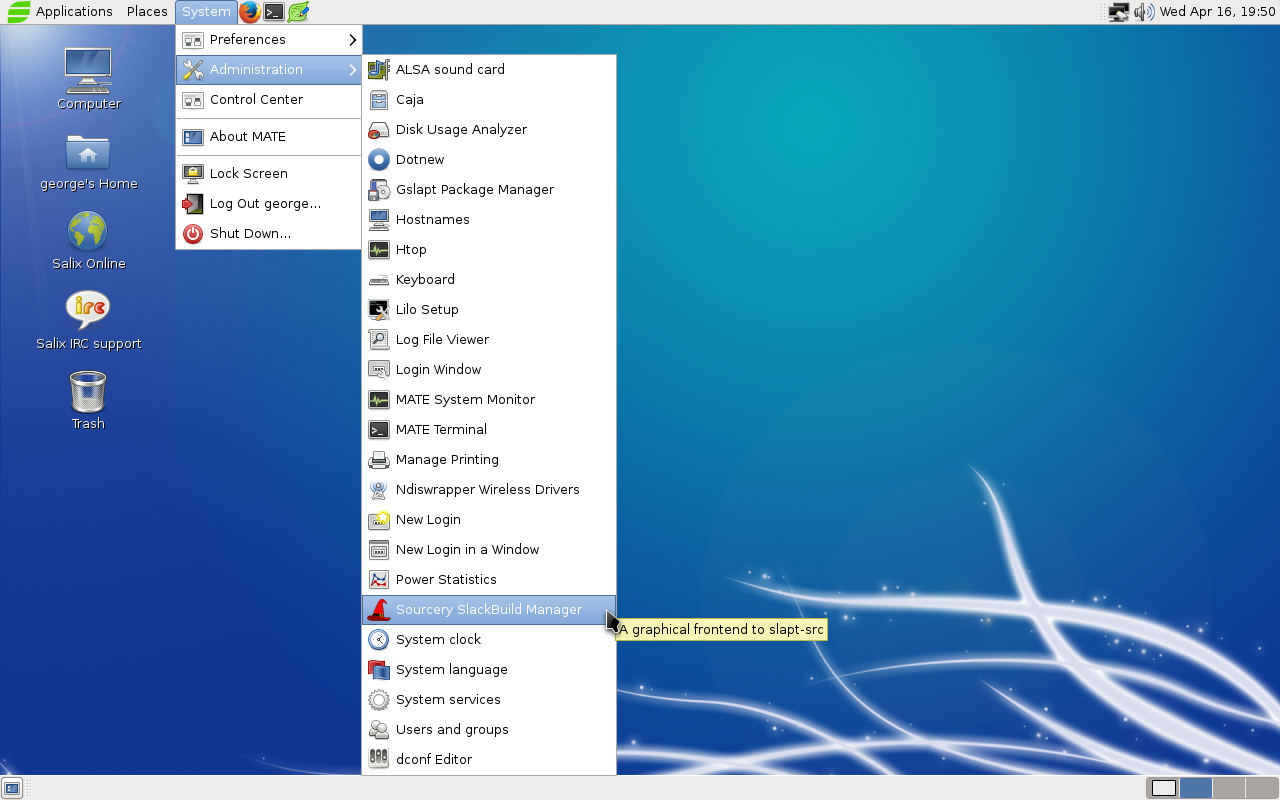 Applications Places System Wed Apr 16, 19:50
Preferences
Administration
Control Center
About MATE
Lock Screen
Log Out george...
Shut Down...
ALSA sound card
Caja
Disk Usage Analyzer
Dotnew
Gslapt Package Manager
Hostnames
Htop
Keyboard
Lilo Setup
Log File Viewer
Login Window
MATE System Monitor
MATE Terminal
Manage Printing
Ndiswrapper Wireless Drivers
New Login
New Login in a Window
Power Statistics
Sourcery SlackBuild Manager
System clock
System language
System services
Users and groups
dconf Editor
A graphical frontend to slapt-src
Computer
george's Home
Salix Online
irc
Salix IRC support
Trash